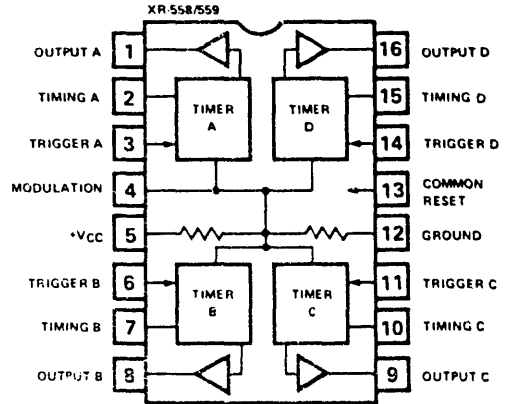 XR-558/559
OUTPUT A 1 16 OUTPUT D
TIMING A 2 15 TIMING D
TIMER A
TIMER D
TRIGGER A 3 14 TRIGGER D
MODULATION 4 13 COMMON RESET
+VCC 5 12 GROUND
TRIGGER B 6 11 TRIGGER C
TIMER B
TIMER C
TIMING B 7 10 TIMING C
OUTPUT B 8 9 OUTPUT C